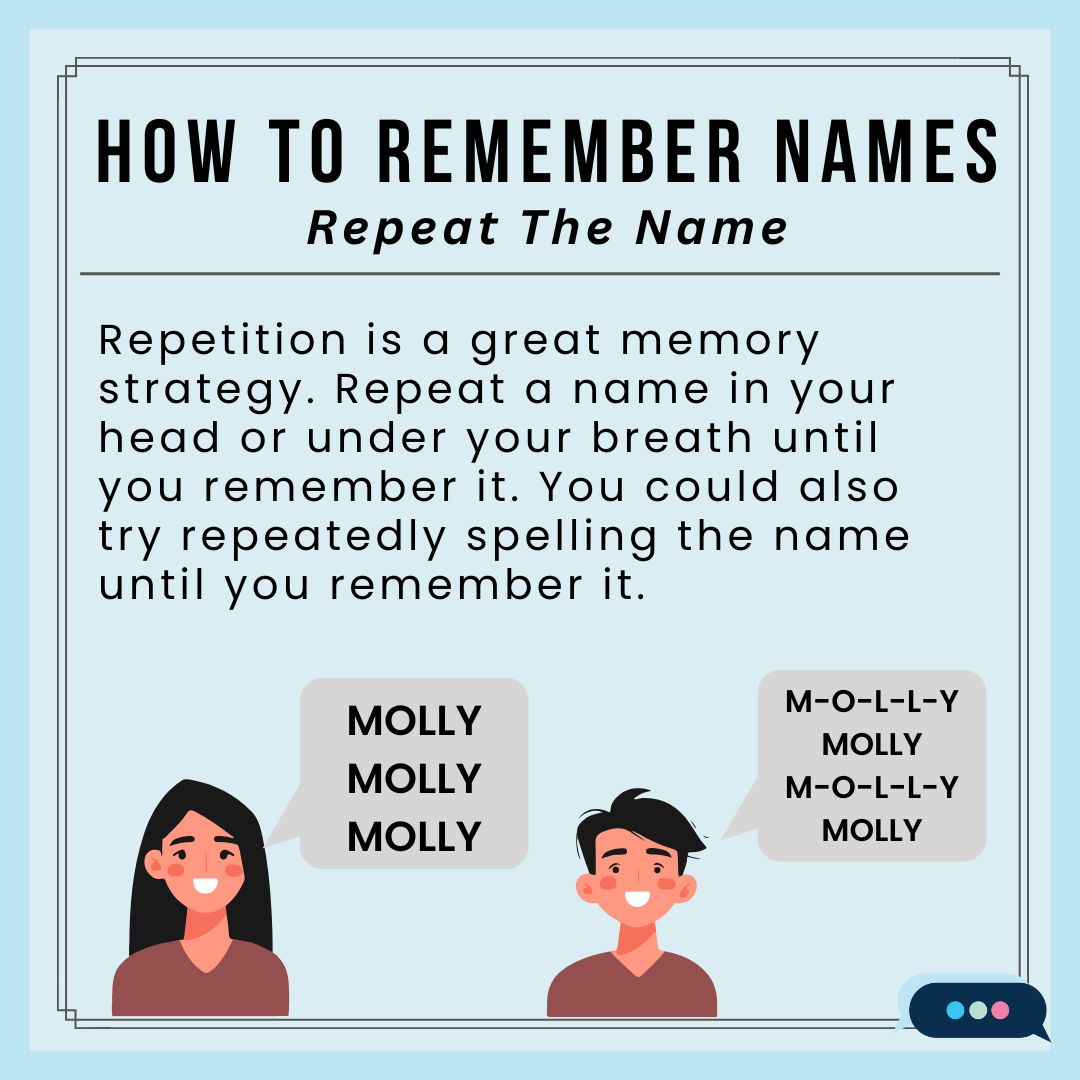 HOW TO REMEMBER NAMES
Repeat The Name
Repetition is a great memory
strategy. Repeat a name in your
head or under your breath until
you remember it. You could also
try repeatedly spelling the name
until you remember it.
MOLLY
MOLLY
MOLLY
M-O-L-L-Y
MOLLY
M-O-L-L-Y
MOLLY